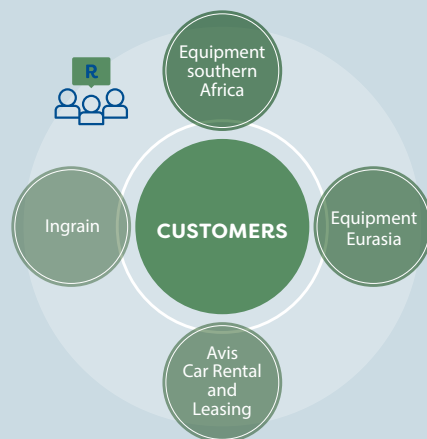 R
Equipment
southern
Africa
Ingrain
CUSTOMERS
Equipment
Eurasia
Avis
Car Rental
and
Leasing